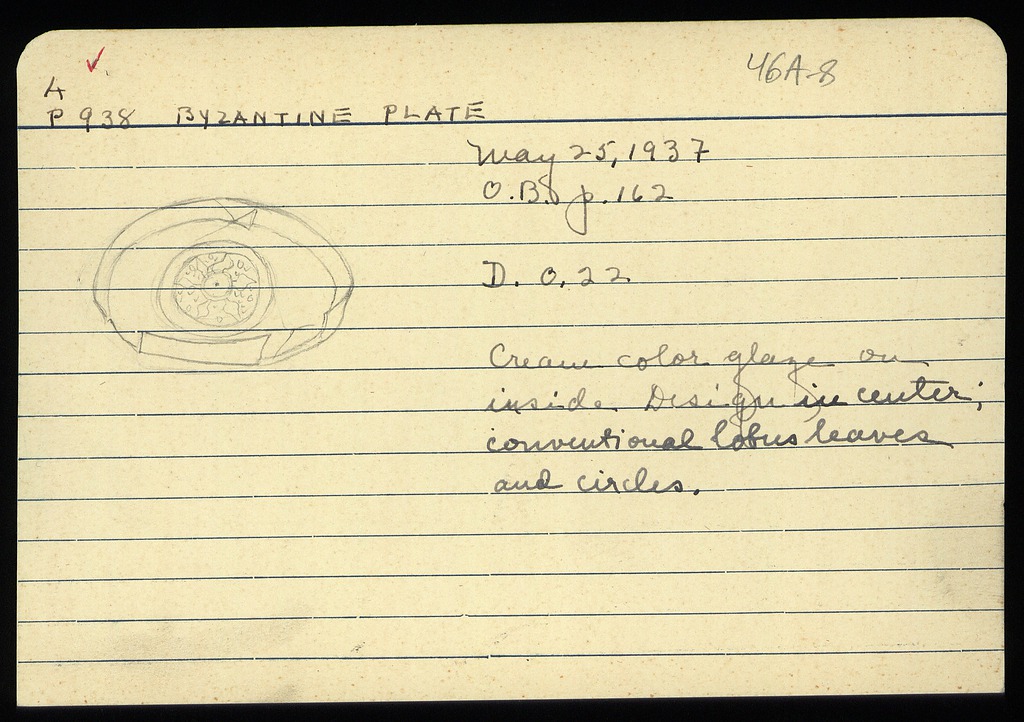 46A-8
A
P 938 BYZANTINE PLATE
May 25, 1937
O.B. p. 162
D. 0,22
Cream color glaze on
inside. Design in center;
conventional lotus leaves
and circles.